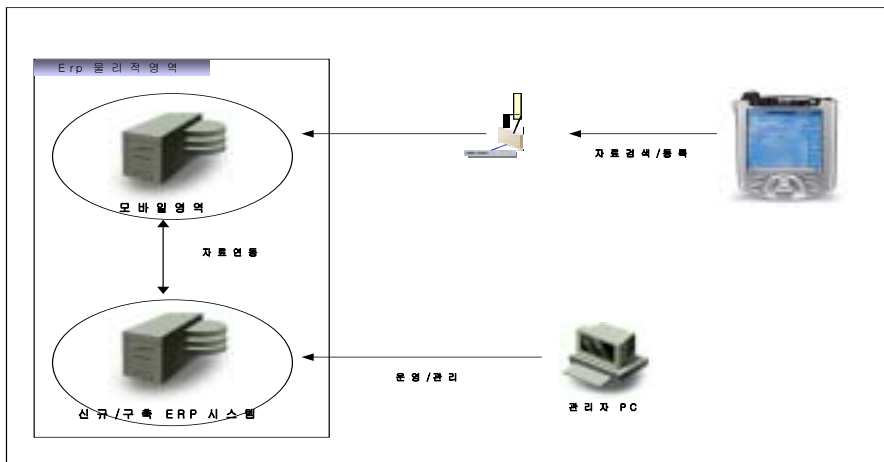 Erp 물리적영역
모바일영역
자료검색/등록
자료연동
운영/관리
신규/구축 ERP 시스템
관리자 PC